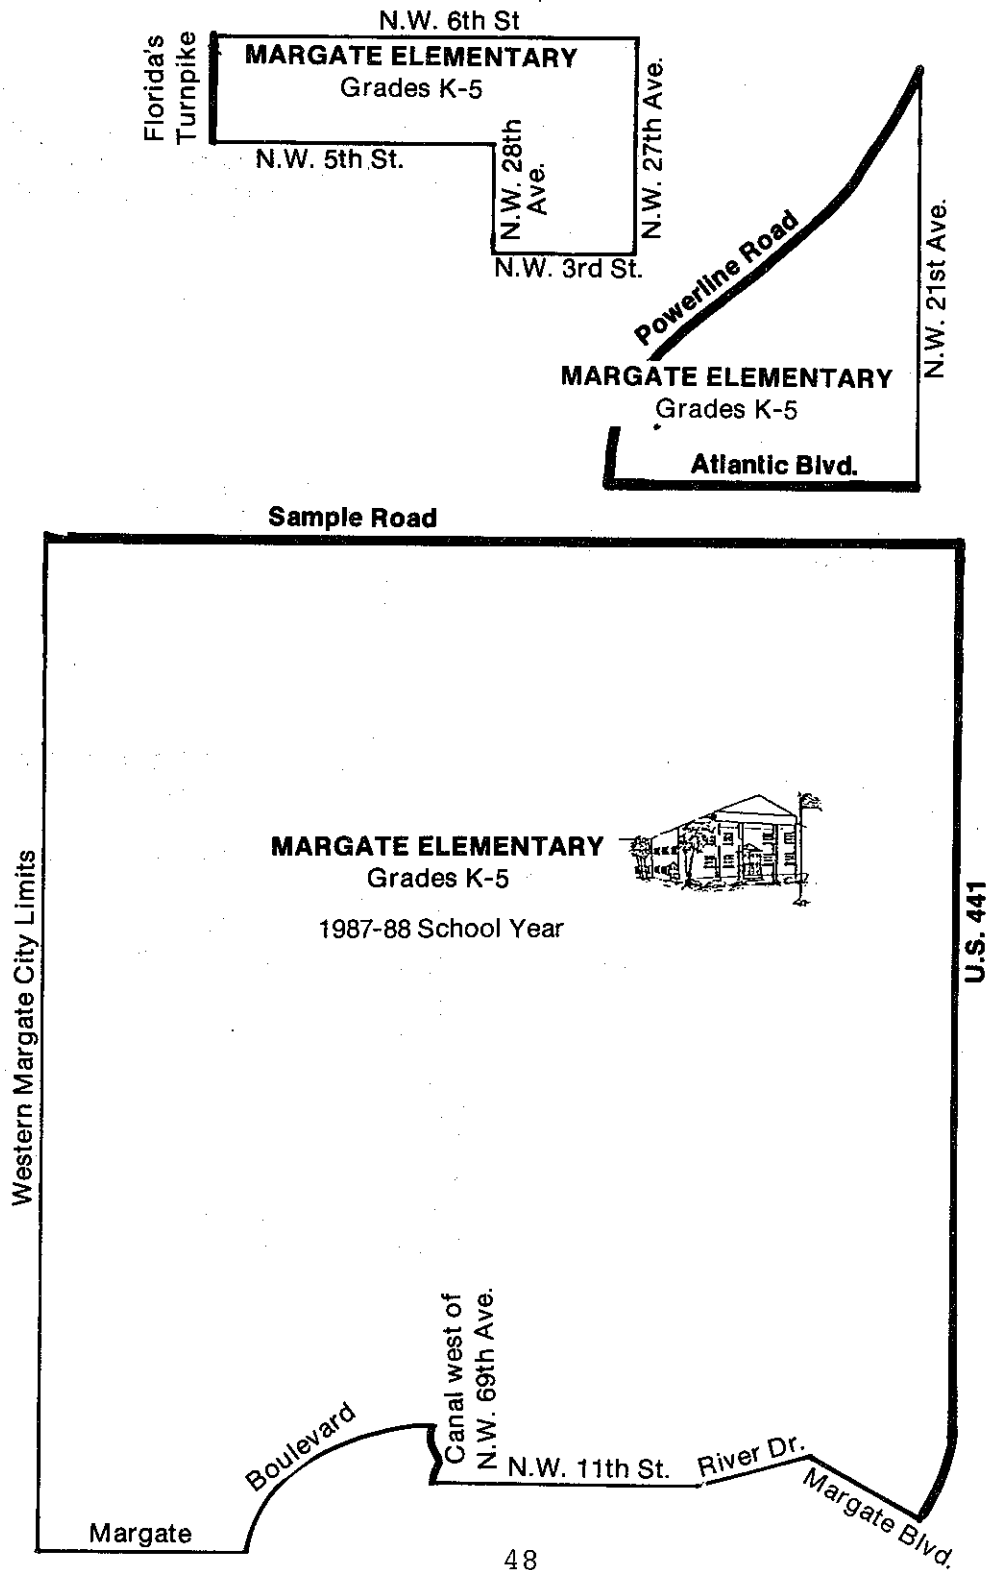 N.W. 6th St
Florida's
Turnpike
MARGATE ELEMENTARY
Grades K-5
N.W. 27th Ave.
N.W. 5th St.
N.W. 28th
Ave.
N.W. 3rd St.
Powerline Road
N.W. 21st Ave.
MARGATE ELEMENTARY
Grades K-5
Atlantic Blvd.
Sample Road
Western Margate City Limits
MARGATE ELEMENTARY
Grades K-5
1987-88 School Year
U.S. 441
Canal west of
N.W. 69th Ave.
Margate
Boulevard
N.W. 11th St.
River Dr.
Margate Blvd.
48